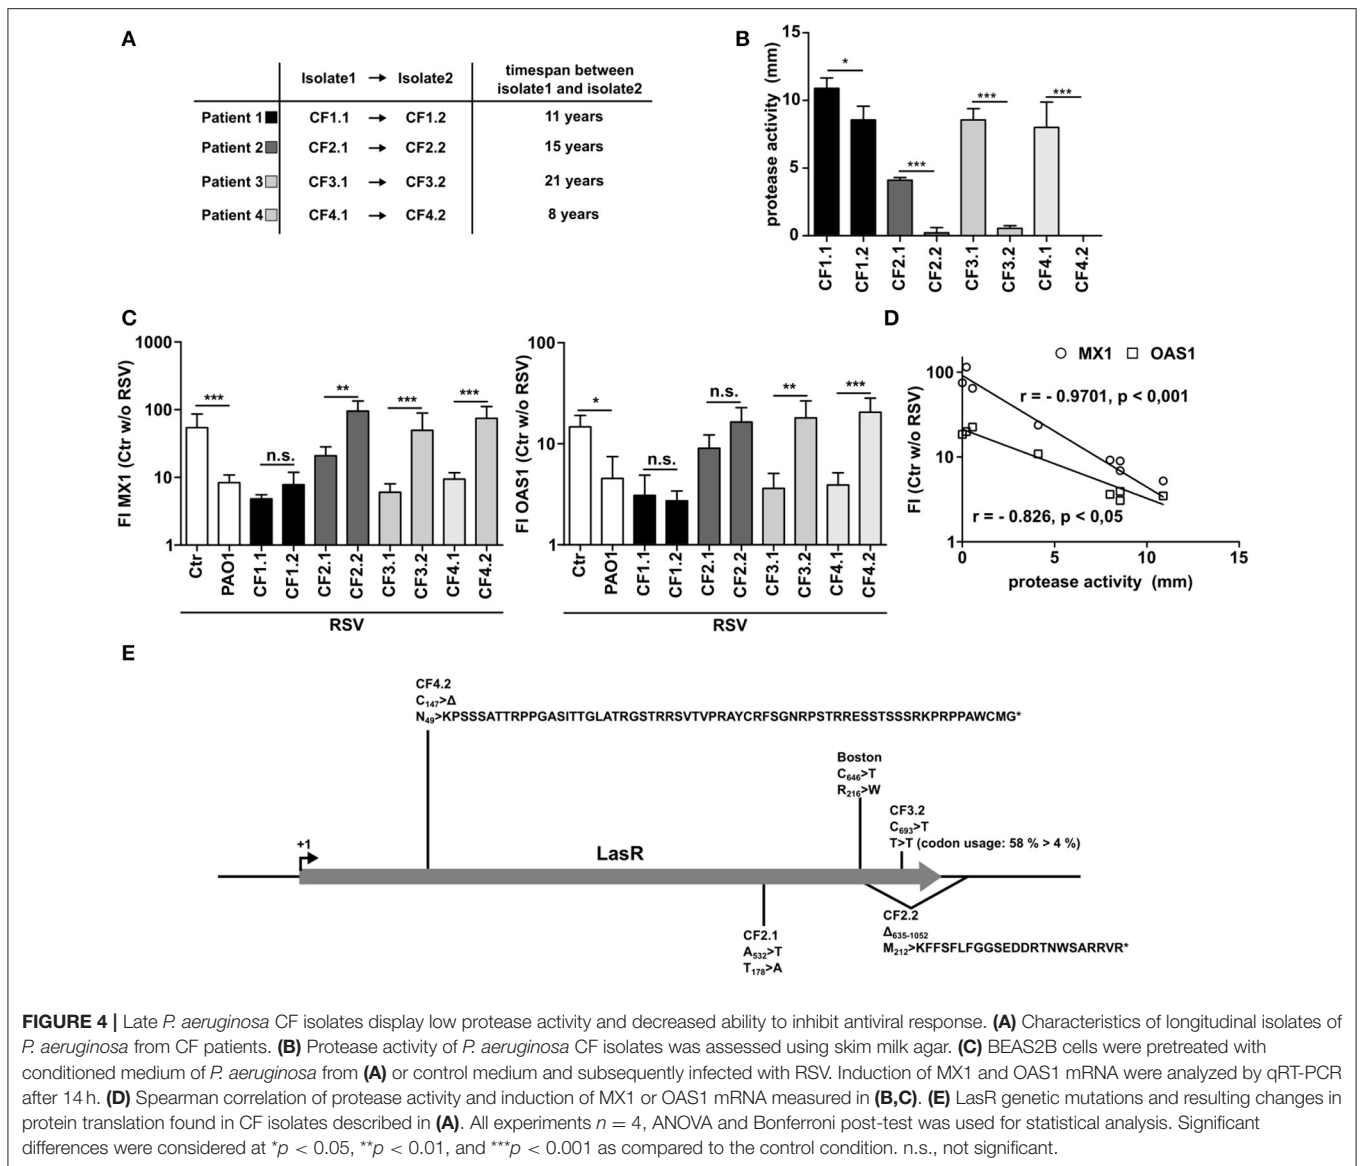 A
Isolate1 → Isolate2
timespan between
isolate1 and isolate2
Patient 1 CF1.1 → CF1.2 11 years
Patient 2 CF2.1 → CF2.2 15 years
Patient 3 CF3.1 → CF3.2 21 years
Patient 4 CF4.1 → CF4.2 8 years
B
protease activity (mm)
15
10
5
0
*
***
***
***
CF1.1
CF1.2
CF2.1
CF2.2
CF3.1
CF3.2
CF4.1
CF4.2
C
FI MX1 (Ctr w/o RSV)
1000
100
10
1
***
n.s.
**
***
***
Ctr
PAO1
CF1.1
CF1.2
CF2.1
CF2.2
CF3.1
CF3.2
CF4.1
CF4.2
RSV
FI OAS1 (Ctr w/o RSV)
100
10
1
*
n.s.
n.s.
**
***
Ctr
PAO1
CF1.1
CF1.2
CF2.1
CF2.2
CF3.1
CF3.2
CF4.1
CF4.2
RSV
D
FI (Ctr w/o RSV)
100
10
1
MX1 OAS1
r = - 0.9701, p < 0,001
r = - 0.826, p < 0,05
0 5 10 15
protease activity (mm)
E
CF4.2
C147>Δ
N49>KPSSSATTRPPGASITTGLATRGSTRRSVTVPRAYCRFSGNRPSTRRESSTSSSRKPRPPAWCMG*
Boston
C646>T
R216>W
CF3.2
C693>T
T>T (codon usage: 58 % > 4 %)
+1
LasR
CF2.1
A532>T
T178>A
CF2.2
Δ635-1052
M212>KFFSFLFGGSEDDRTNWSARRVR*
FIGURE 4 | Late P. aeruginosa CF isolates display low protease activity and decreased ability to inhibit antiviral response. (A) Characteristics of longitudinal isolates of
P. aeruginosa from CF patients. (B) Protease activity of P. aeruginosa CF isolates was assessed using skim milk agar. (C) BEAS2B cells were pretreated with
conditioned medium of P. aeruginosa from (A) or control medium and subsequently infected with RSV. Induction of MX1 and OAS1 mRNA were analyzed by qRT-PCR
after 14 h. (D) Spearman correlation of protease activity and induction of MX1 or OAS1 mRNA measured in (B,C). (E) LasR genetic mutations and resulting changes in
protein translation found in CF isolates described in (A). All experiments n = 4, ANOVA and Bonferroni post-test was used for statistical analysis. Significant
differences were considered at *p < 0.05, **p < 0.01, and ***p < 0.001 as compared to the control condition. n.s., not significant.